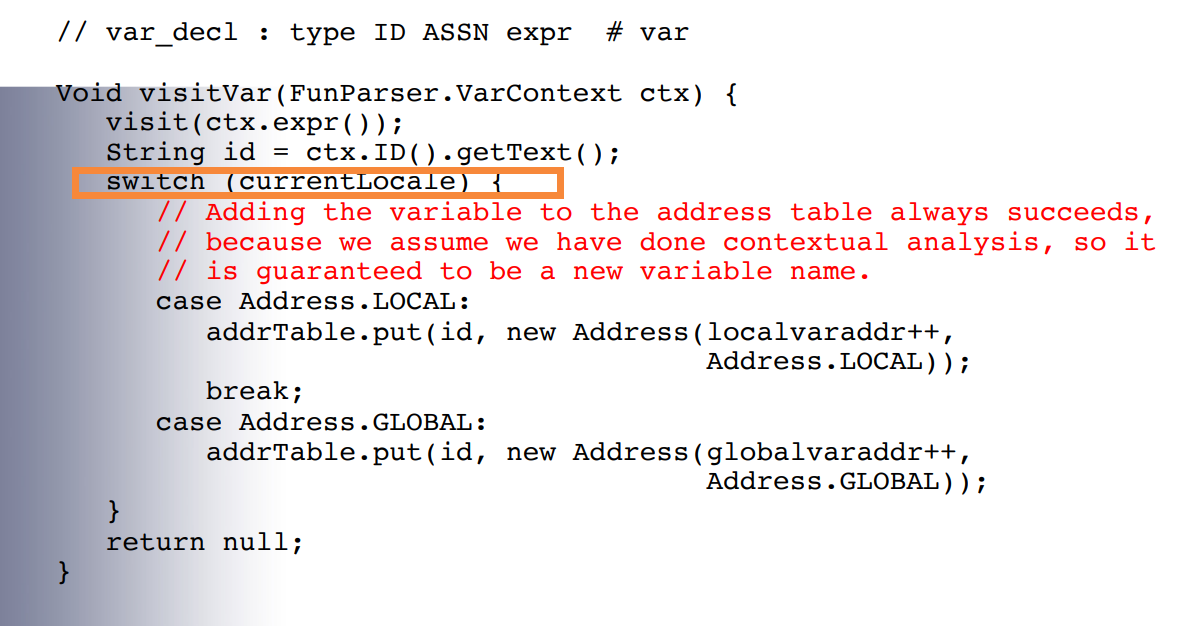 // var_decl : type ID ASSN expr  # var
Void visitVar(FunParser.VarContext ctx) {
   visit(ctx.expr());
   String id = ctx.ID().getText();
   switch (currentLocale) {
      // Adding the variable to the address table always succeeds,
      // because we assume we have done contextual analysis, so it
      // is guaranteed to be a new variable name.
      case Address.LOCAL:
         addrTable.put(id, new Address(localvaraddr++,
                                       Address.LOCAL));
         break;
      case Address.GLOBAL:
         addrTable.put(id, new Address(globalvaraddr++,
                                       Address.GLOBAL));
   }
   return null;
}